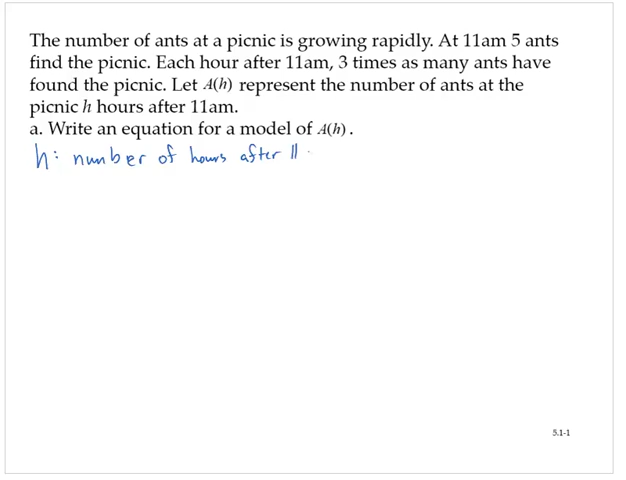 The number of ants at a picnic is growing rapidly. At 11am 5 ants
find the picnic. Each hour after 11am, 3 times as many ants have
found the picnic. Let A(h) represent the number of ants at the
picnic h hours after 11am.
a. Write an equation for a model of A(h).
h: number of hours after 11
5.1-1